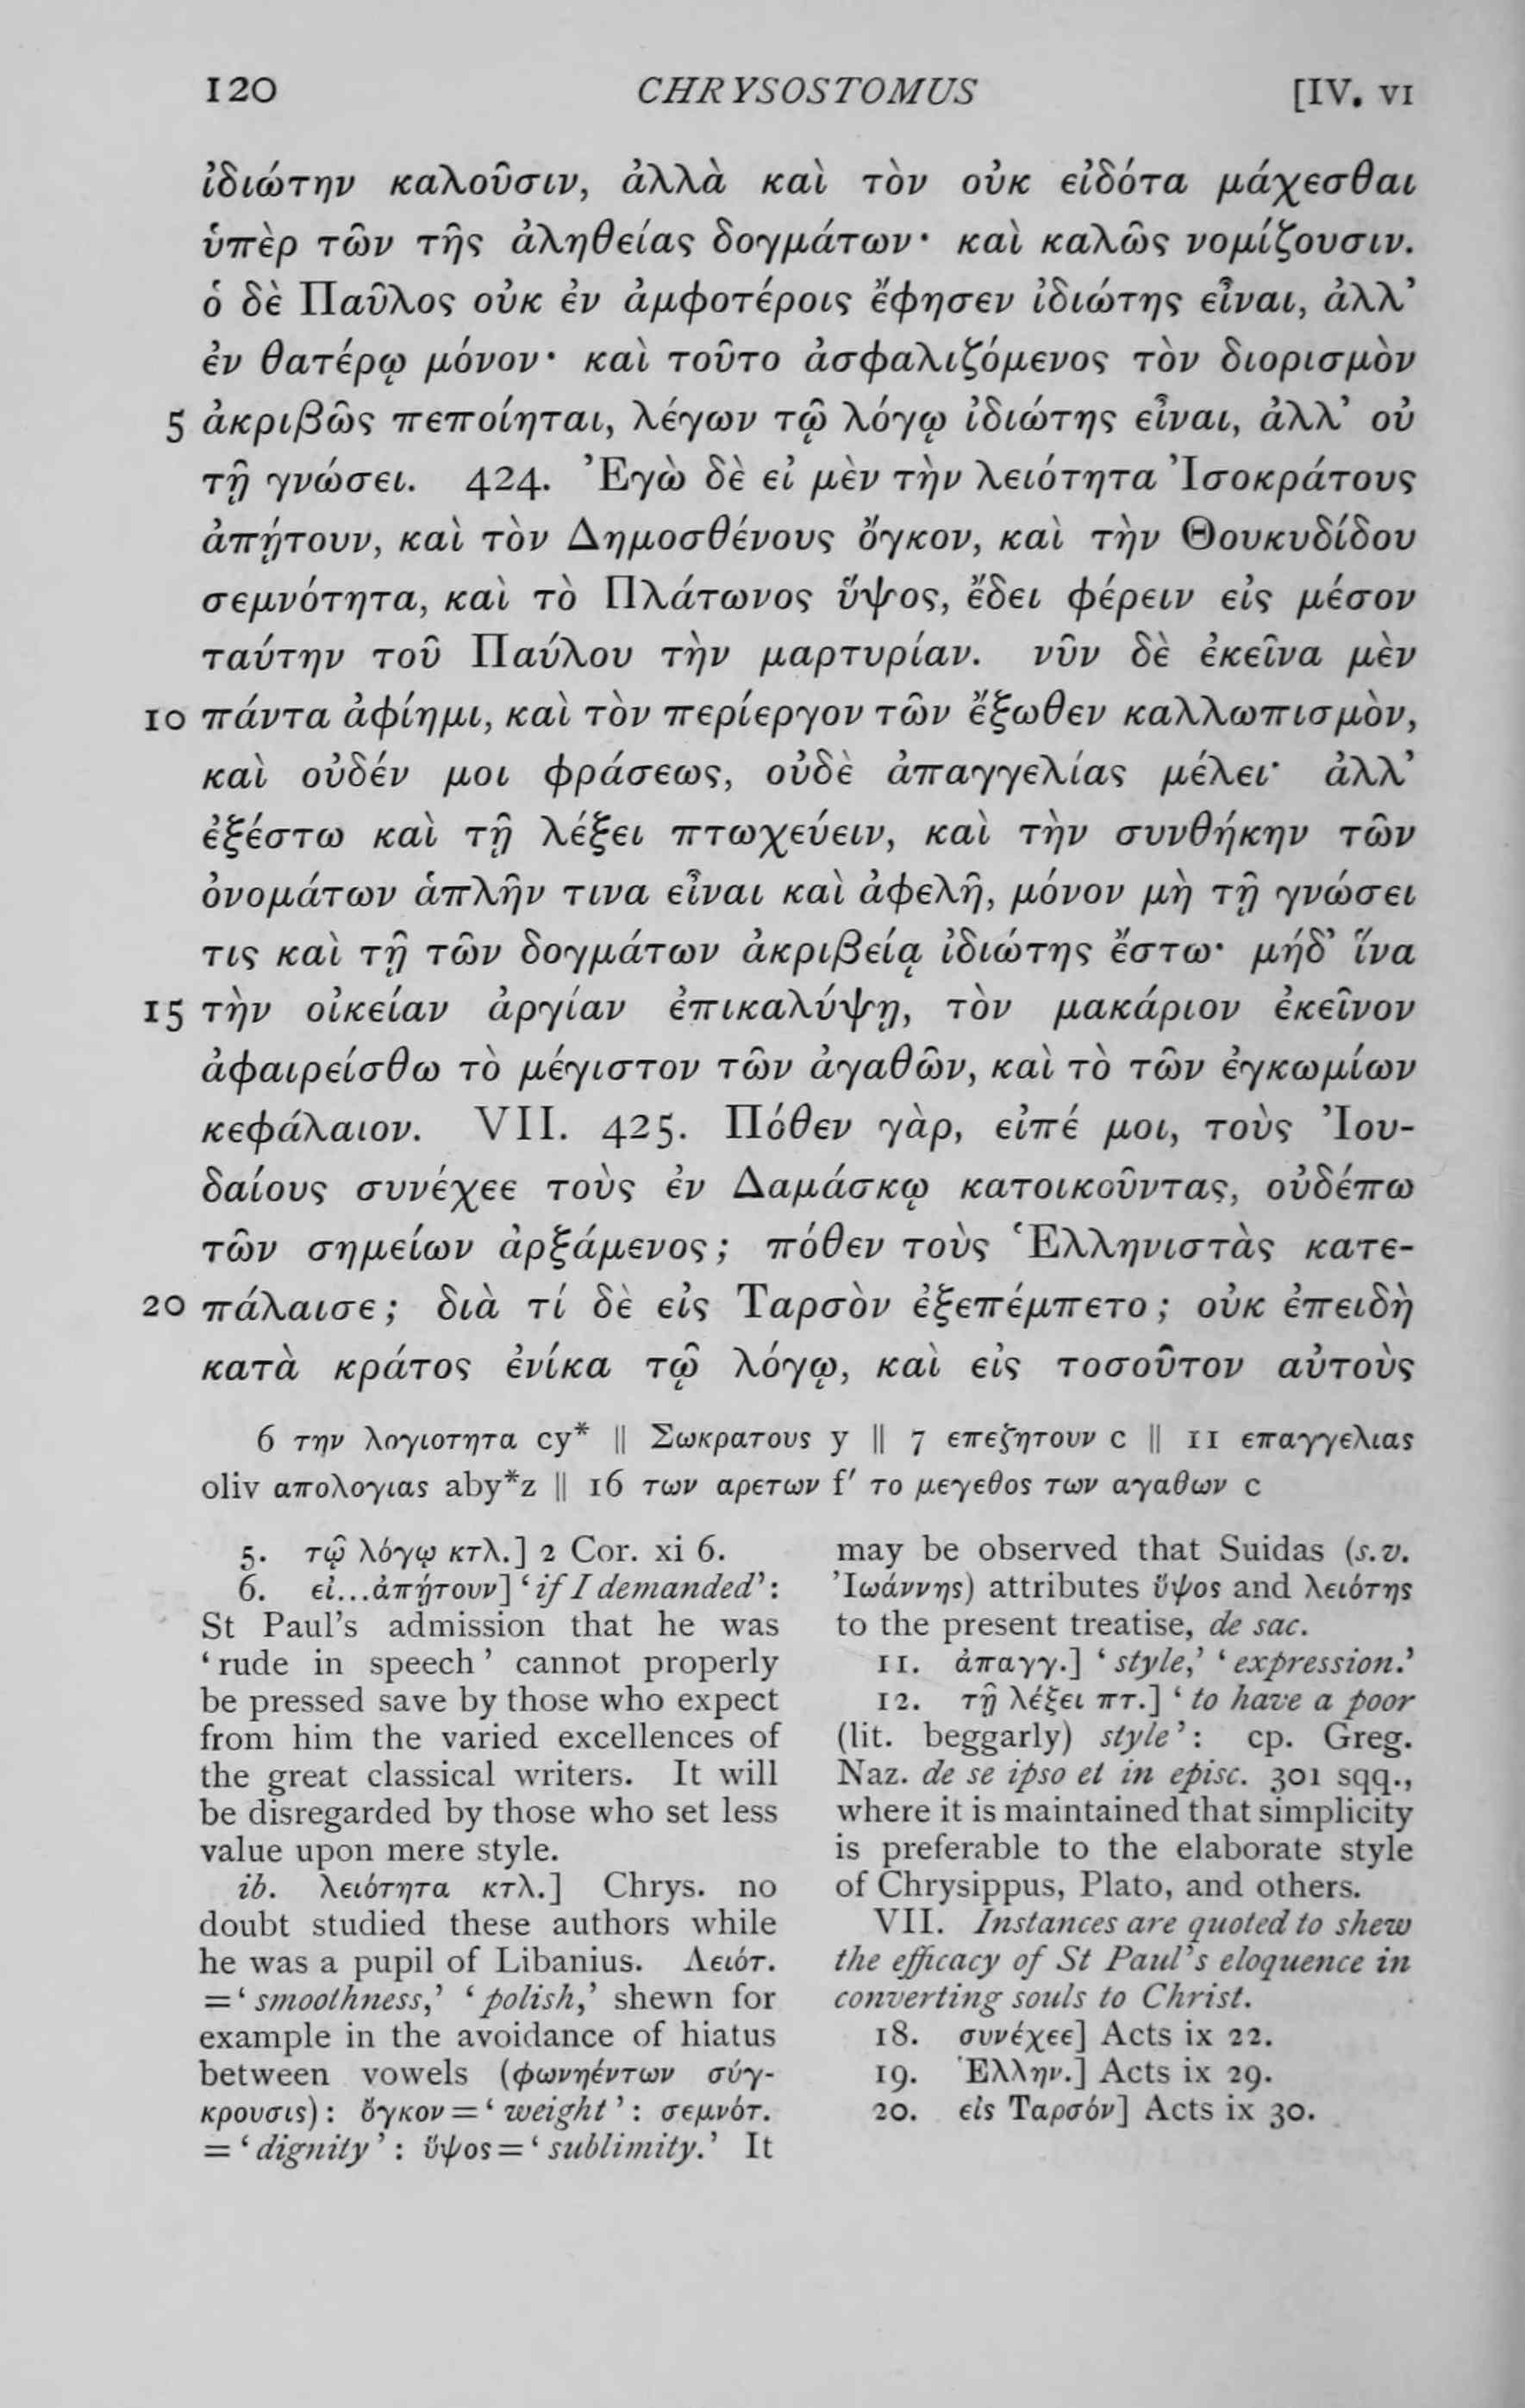 120 CHRYSOSTOMUS [IV. VI
ἰδιώτην καλοῦσιν, ἀλλὰ καὶ τὸν οὐκ εἰδότα μάχεσθαι
ὑπὲρ τῶν τῆς ἀληθείας δογμάτων· καὶ καλῶς νομίζουσιν.
ὁ δὲ Παῦλος οὐκ ἐν ἀμφοτέροις ἔφησεν ἰδιώτης εἶναι, ἀλλ’
ἐν θατέρῳ μόνον· καὶ τοῦτο ἀσφαλιζόμενος τὸν διορισμὸν
5 ἀκριβῶς πεποίηται, λέγων τῷ λόγῳ ἰδιώτης εἶναι, ἀλλ’ οὐ
τῇ γνώσει. 424. Ἐγὼ δὲ εἰ μὲν τὴν λειότητα Ἰσοκράτους
ἀπῄτουν, καὶ τὸν Δημοσθένους ὄγκον, καὶ τὴν Θουκυδίδου
σεμνότητα, καὶ τὸ Πλάτωνος ὕψος, ἔδει φέρειν εἰς μέσον
ταύτην τοῦ Παύλου τὴν μαρτυρίαν. νῦν δὲ ἐκεῖνα μὲν
10 πάντα ἀφίημι, καὶ τὸν περίεργον τῶν ἔξωθεν καλλωπισμὸν,
καὶ οὐδέν μοι φράσεως, οὐδὲ ἀπαγγελίας μέλει· ἀλλ’
ἐξέστω καὶ τῇ λέξει πτωχεύειν, καὶ τὴν συνθήκην τῶν
ὀνομάτων ἁπλῆν τινα εἶναι καὶ ἀφελῆ, μόνον μὴ τῇ γνώσει
τις καὶ τῇ τῶν δογμάτων ἀκριβείᾳ ἰδιώτης ἔστω· μήδ’ ἵνα
15 τὴν οἰκείαν ἀργίαν ἐπικαλύψῃ, τὸν μακάριον ἐκεῖνον
ἀφαιρείσθω τὸ μέγιστον τῶν ἀγαθῶν, καὶ τὸ τῶν ἐγκωμίων
κεφάλαιον. VII. 425. Πόθεν γὰρ, εἰπέ μοι, τοὺς Ἰου-
δαίους συνέχεε τοὺς ἐν Δαμάσκῳ κατοικοῦντας, οὐδέπω
τῶν σημείων ἀρξάμενος; πόθεν τοὺς Ἑλληνιστὰς κατε-
20 πάλαισε; διὰ τί δὲ εἰς Ταρσὸν ἐξεπέμπετο; οὐκ ἐπειδὴ
κατὰ κράτος ἐνίκα τῷ λόγῳ, καὶ εἰς τοσοῦτον αὐτοὺς
6 την λογιοτητα cy* || Σωκρατους y || 7 επεζητουν c || 11 επαγγελιας
oliv απολογιας aby*z || 16 των αρετων f′ το μεγεθος των αγαθων c
5. τῷ λόγῳ κτλ.] 2 Cor. xi 6.
6. εἰ...ἀπῄτουν] ‘if I demanded’:
St Paul’s admission that he was
‘rude in speech’ cannot properly
be pressed save by those who expect
from him the varied excellences of
the great classical writers. It will
be disregarded by those who set less
value upon mere style.
ib. λειότητα κτλ.] Chrys. no
doubt studied these authors while
he was a pupil of Libanius. Λειότ.
=‘smoothness,’ ‘polish,’ shewn for
example in the avoidance of hiatus
between vowels (φωνηέντων σύγ-
κρουσις): ὄγκον=‘weight’: σεμνότ.
=‘dignity’: ὕψος=‘sublimity.’ It
may be observed that Suidas (s.v.
Ἰωάννης) attributes ὕψος and λειότης
to the present treatise, de sac.
11. ἀπαγγ.] ‘style,’ ‘expression.’
12. τῇ λέξει πτ.] ‘to have a poor
(lit. beggarly) style’: cp. Greg.
Naz. de se ipso et in episc. 301 sqq.,
where it is maintained that simplicity
is preferable to the elaborate style
of Chrysippus, Plato, and others.
VII. Instances are quoted to shew
the efficacy of St Paul’s eloquence in
converting souls to Christ.
18. συνέχεε] Acts ix 22.
19. Ἑλλην.] Acts ix 29.
20. εἰς Ταρσόν] Acts ix 30.